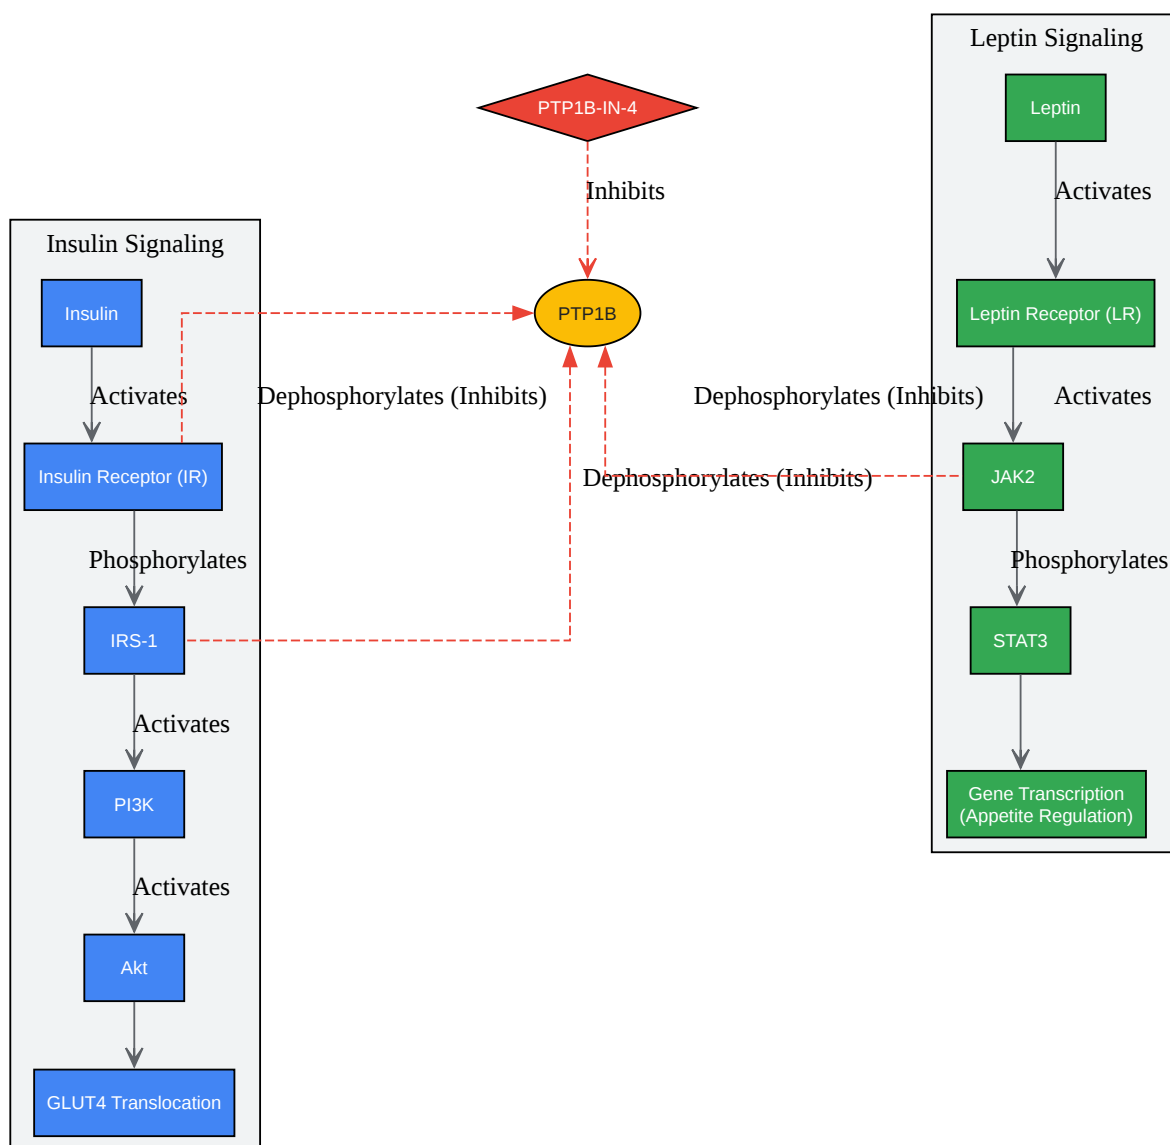 Leptin Signaling
Leptin
PTP1B-IN-4
Inhibits
Activates
Insulin Signaling
Insulin
PTP1B
Leptin Receptor (LR)
Activates
Dephosphorylates (Inhibits)
Dephosphorylates (Inhibits)
Activates
Insulin Receptor (IR)
Dephosphorylates (Inhibits)
JAK2
Phosphorylates
Phosphorylates
IRS-1
STAT3
Activates
PI3K
Gene Transcription
(Appetite Regulation)
Activates
Akt
GLUT4 Translocation